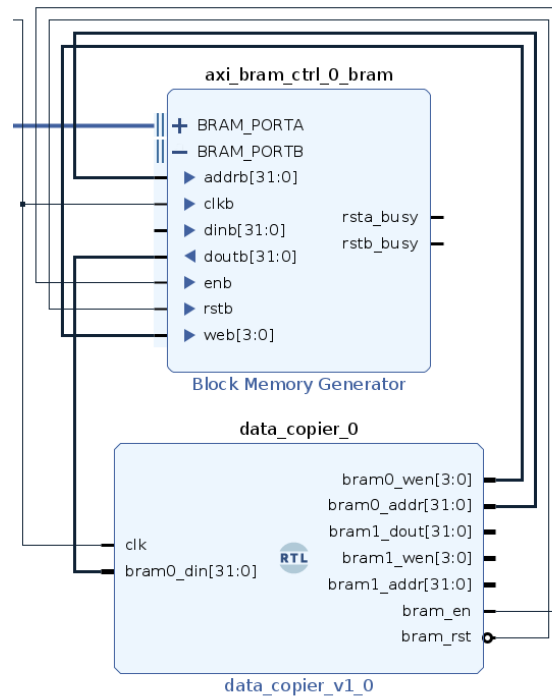 axi_bram_ctrl_0_bram
BRAM_PORTA
BRAM_PORTB
addrb[31:0]
clkb
dinb[31:0]
doutb[31:0]
enb
rstb
web[3:0]
rsta_busy
rstb_busy
Block Memory Generator
data_copier_0
clk
bram0_din[31:0]
RTL
bram0_wen[3:0]
bram0_addr[31:0]
bram1_dout[31:0]
bram1_wen[3:0]
bram1_addr[31:0]
bram_en
bram_rst
data_copier_v1_0